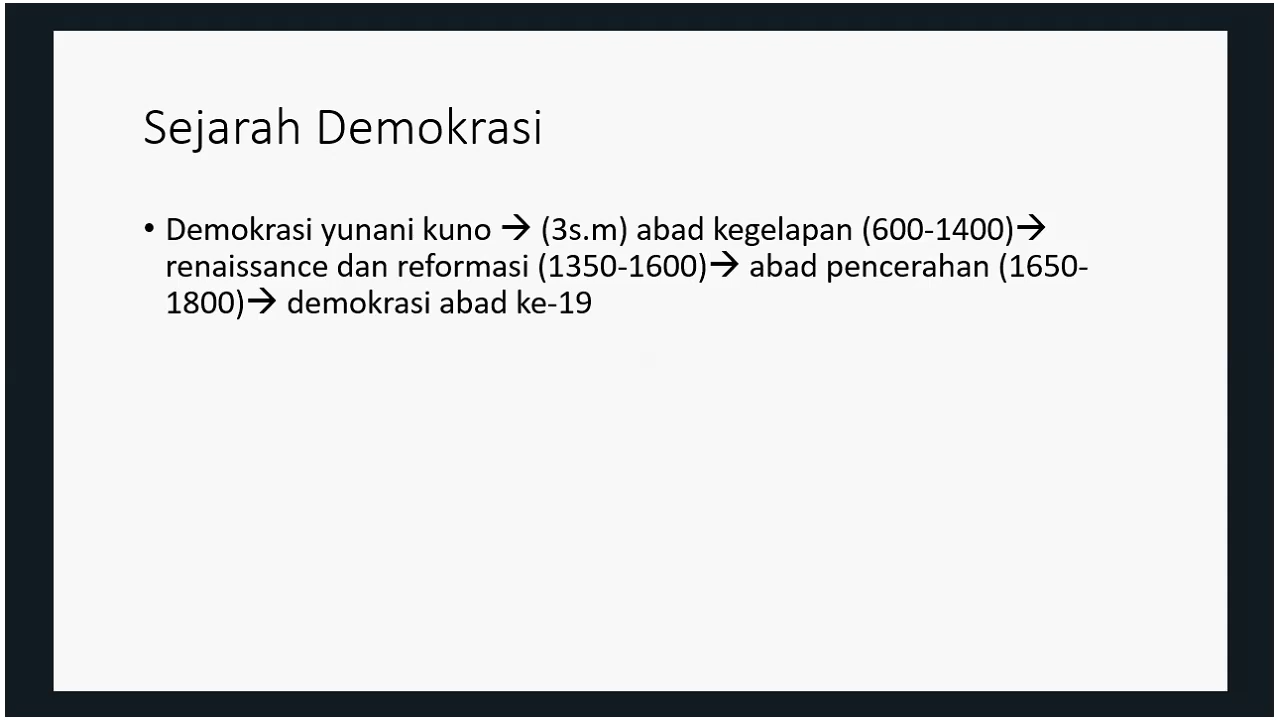 Sejarah Demokrasi
• Demokrasi yunani kuno → (3s.m) abad kegelapan (600-1400)→
renaissance dan reformasi (1350-1600)→ abad pencerahan (1650-
1800)→ demokrasi abad ke-19